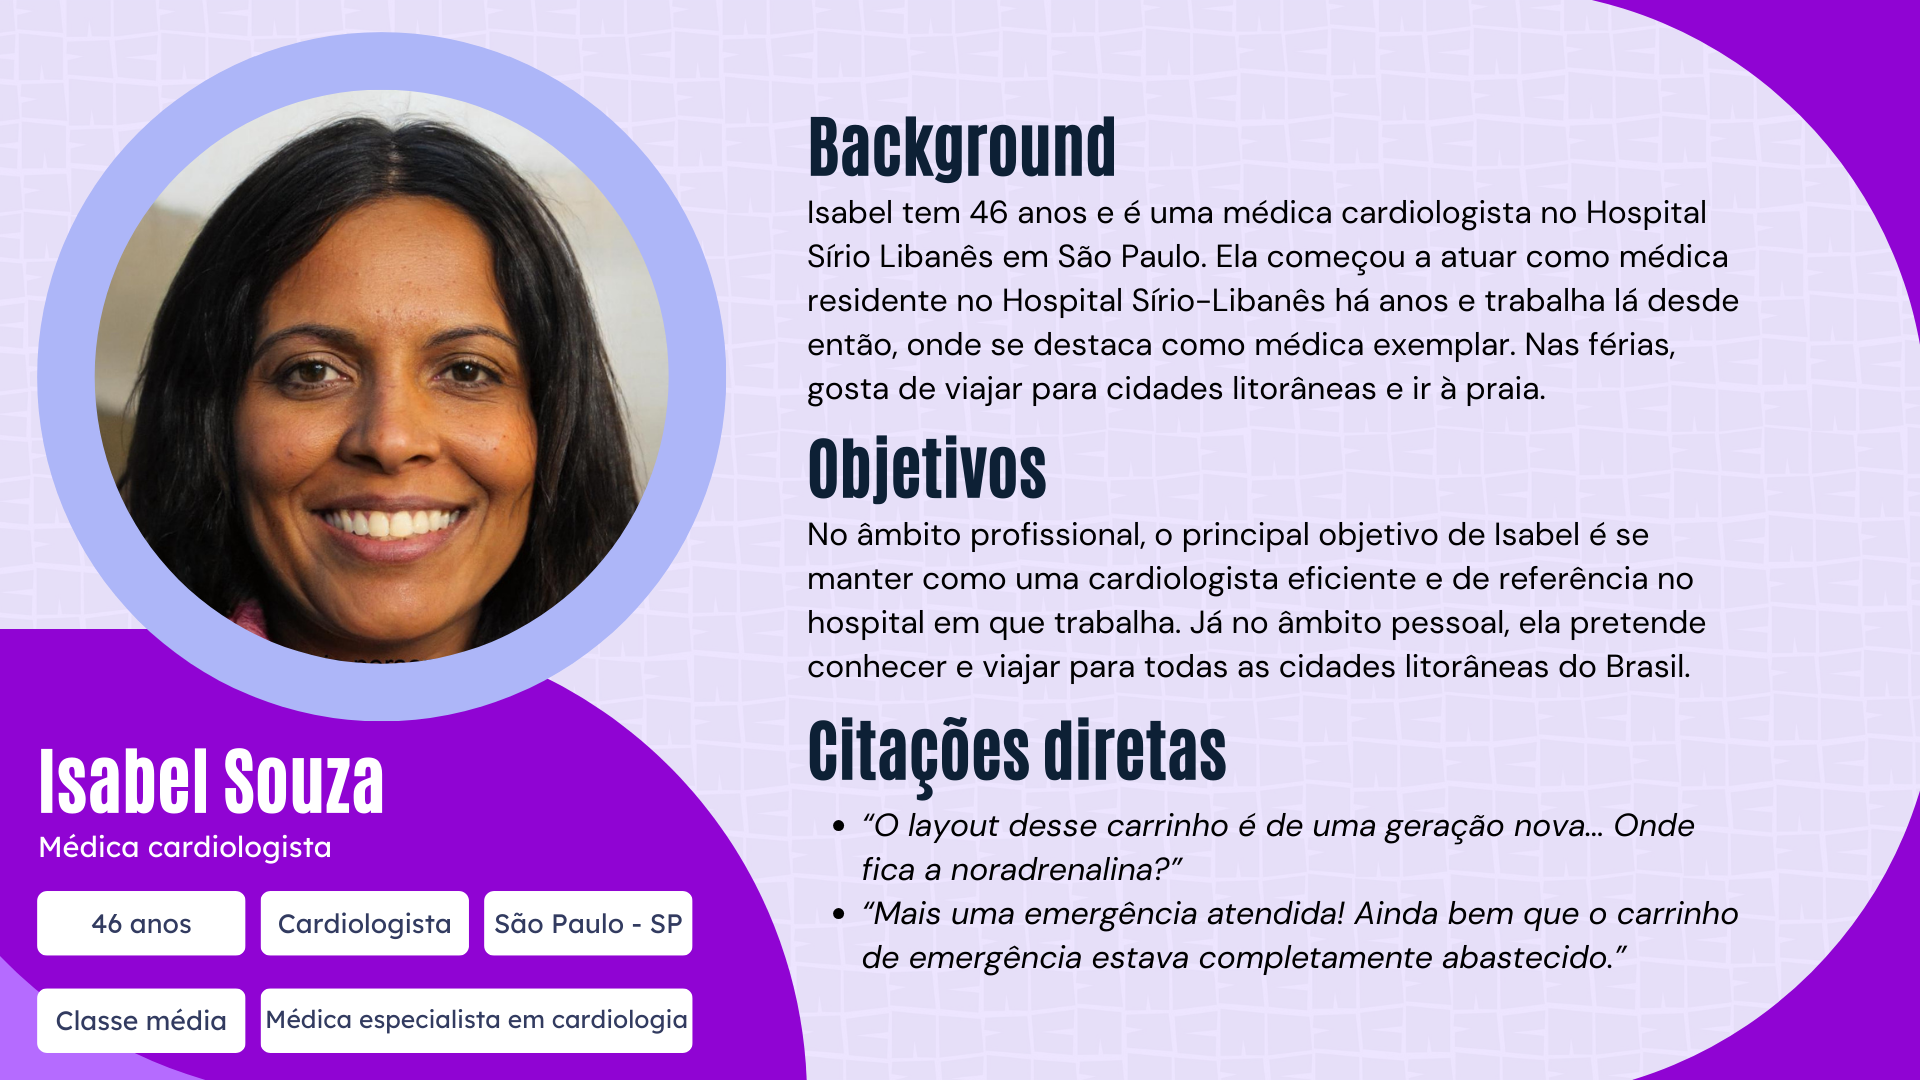 Isabel Souza
Médica cardiologista
46 anos
Cardiologista
São Paulo - SP
Classe média
Médica especialista em cardiologia
Background
Isabel tem 46 anos e é uma médica cardiologista no Hospital
Sírio Libanês em São Paulo. Ela começou a atuar como médica
residente no Hospital Sírio-Libanês há anos e trabalha lá desde
então, onde se destaca como médica exemplar. Nas férias,
gosta de viajar para cidades litorâneas e ir à praia.
Objetivos
No âmbito profissional, o principal objetivo de Isabel é se
manter como uma cardiologista eficiente e de referência no
hospital em que trabalha. Já no âmbito pessoal, ela pretende
conhecer e viajar para todas as cidades litorâneas do Brasil.
Citações diretas
• “O layout desse carrinho é de uma geração nova... Onde
fica a noradrenalina?”
• “Mais uma emergência atendida! Ainda bem que o carrinho
de emergência estava completamente abastecido.”